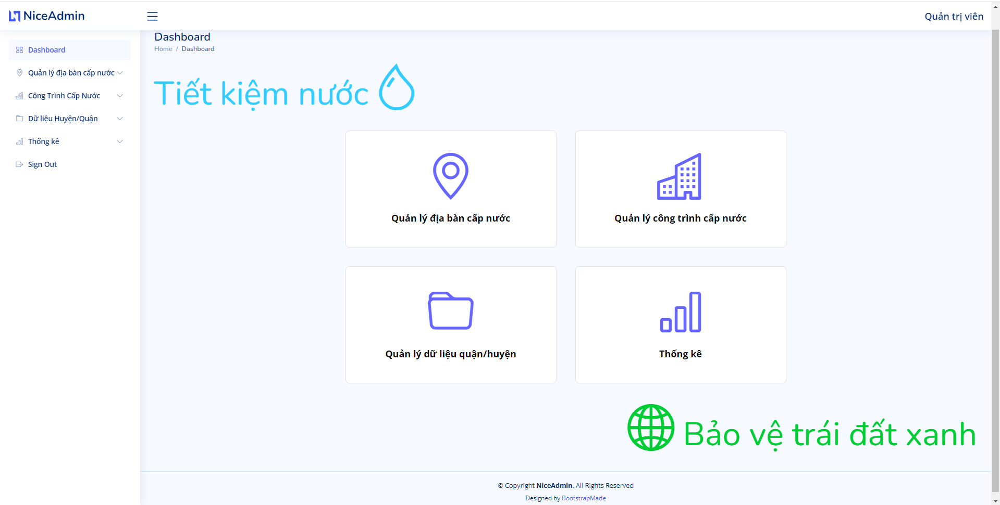 NiceAdmin
Quản trị viên
Dashboard
Quản lý địa bàn cấp nước
Công Trình Cấp Nước
Dữ liệu Huyện/Quận
Thống kê
Sign Out
Dashboard
Home / Dashboard
Tiết kiệm nước
Quản lý địa bàn cấp nước
Quản lý công trình cấp nước
Quản lý dữ liệu quận/huyện
Thống kê
Bảo vệ trái đất xanh
© Copyright NiceAdmin. All Rights Reserved
Designed by BootstrapMade